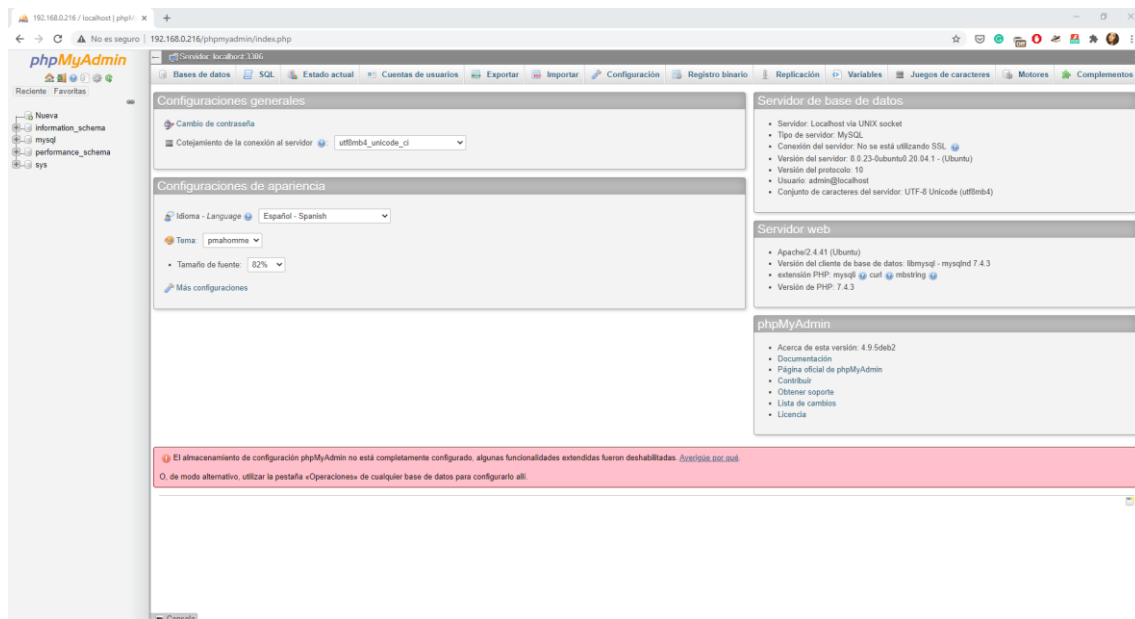 192.168.0.216 / localhost | phpM
No es seguro | 192.168.0.216/phpmyadmin/index.php
phpMyAdmin
Reciente Favoritas
Nueva
information_schema
mysql
performance_schema
sys
Servidor: localhost:3306
Bases de datos SQL Estado actual Cuentas de usuarios Exportar Importar Configuración Registro binario Replicación Variables Juegos de caracteres Motores Complementos
Configuraciones generales
Cambio de contraseña
Cotejamiento de la conexión al servidor : utf8mb4_unicode_ci
Configuraciones de apariencia
Idioma - Language Español - Spanish
Tema: pmahomme
• Tamaño de fuente: 82%
Más configuraciones
Servidor de base de datos
• Servidor: Localhost via UNIX socket
• Tipo de servidor: MySQL
• Conexión del servidor: No se está utilizando SSL
• Versión del servidor: 8.0.23-0ubuntu0.20.04.1 - (Ubuntu)
• Versión del protocolo: 10
• Usuario: admin@localhost
• Conjunto de caracteres del servidor: UTF-8 Unicode (utf8mb4)
Servidor web
• Apache/2.4.41 (Ubuntu)
• Versión del cliente de base de datos: libmysql - mysqlnd 7.4.3
• extensión PHP: mysqli curl mbstring
• Versión de PHP: 7.4.3
phpMyAdmin
• Acerca de esta versión: 4.9.5deb2
• Documentación
• Página oficial de phpMyAdmin
• Contribuir
• Obtener soporte
• Lista de cambios
• Licencia
El almacenamiento de configuración phpMyAdmin no está completamente configurado, algunas funcionalidades extendidas fueron deshabilitadas. Averigüe por qué.
O, de modo alternativo, utilizar la pestaña «Operaciones» de cualquier base de datos para configurarlo allí.
Consola